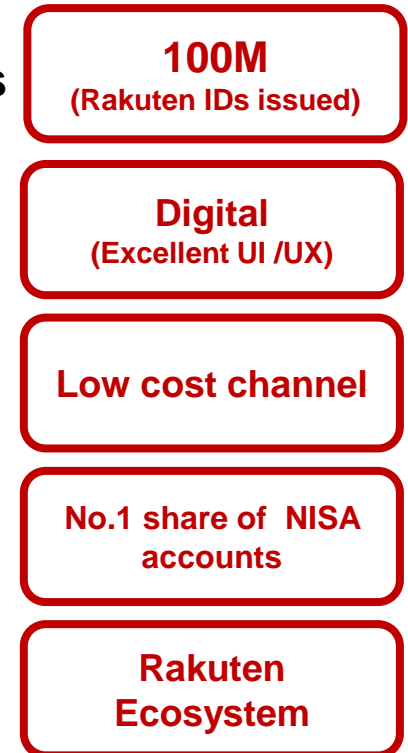 s
100M
(Rakuten IDs issued)
Digital
(Excellent UI /UX)
Low cost channel
No.1 share of NISA
accounts
Rakuten
Ecosystem